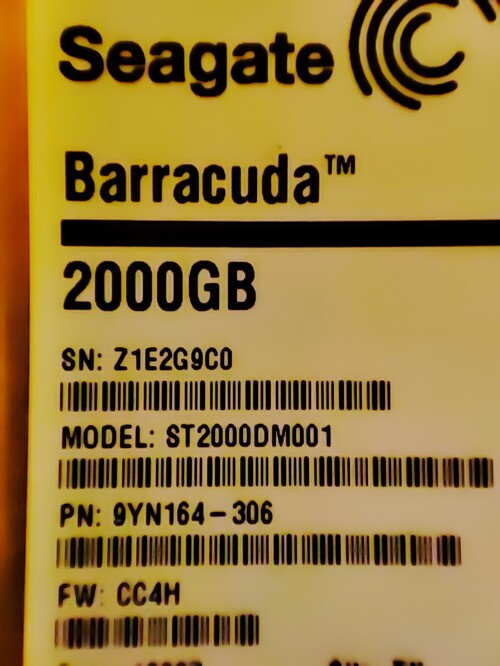 Seagate
Barracuda™
2000GB
SN: Z1E2G9C0
MODEL: ST2000DM001
PN: 9YN164-306
FW: CC4H